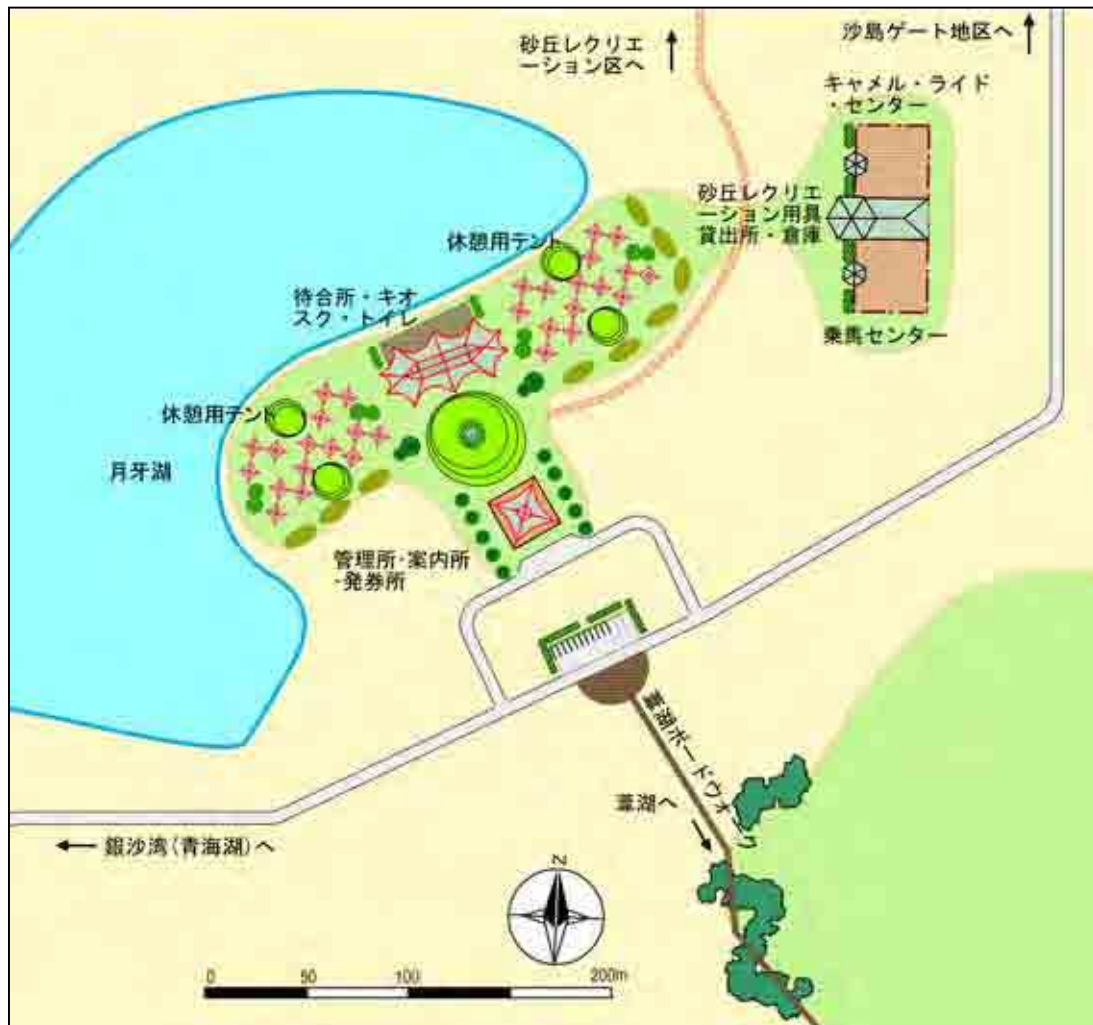 砂丘レクリエ
ーション区へ
沙島ゲート地区へ
キャメル・ライド
・センター
砂丘レクリエ
ーション用具
貸出所・倉庫
休憩用テント
待合所・キオ
スク・トイレ
乗馬センター
休憩用テント
月牙湖
管理所・案内所
・発券所
葦湖ボードウォーク
葦湖へ
銀沙湾(青海湖)へ
N
0 50 100 200m